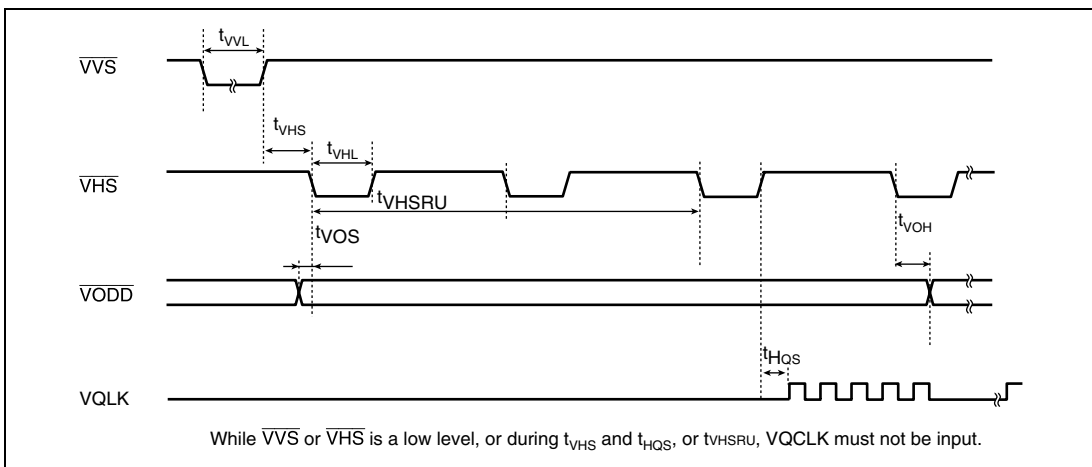 tVVL
VVS
tVHS
tVHL
VHS
tVHSRU
tVOH
tVOS
VODD
tHQS
VQLK
While VVS or VHS is a low level, or during tVHS and tHQS, or tVHSRU, VQCLK must not be input.